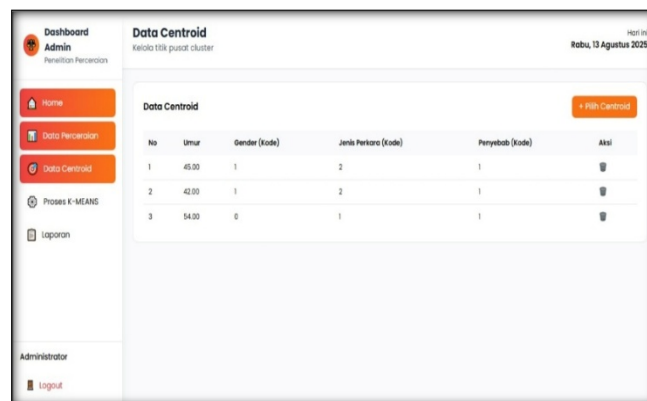 Dashboard
Admin
Penelitian Perceraian
Data Centroid
Kelola titik pusat cluster
Hari ini
Rabu, 13 Agustus 2025
Home
Data Perceraian
Data Centroid
Proses K-MEANS
Laporan
Administrator
Logout
Data Centroid
+ Pilih Centroid
No Umur Gender (Kode) Jenis Perkara (Kode) Penyebab (Kode) Aksi
1 45.00 1 2 1
2 42.00 1 2 1
3 54.00 0 1 1